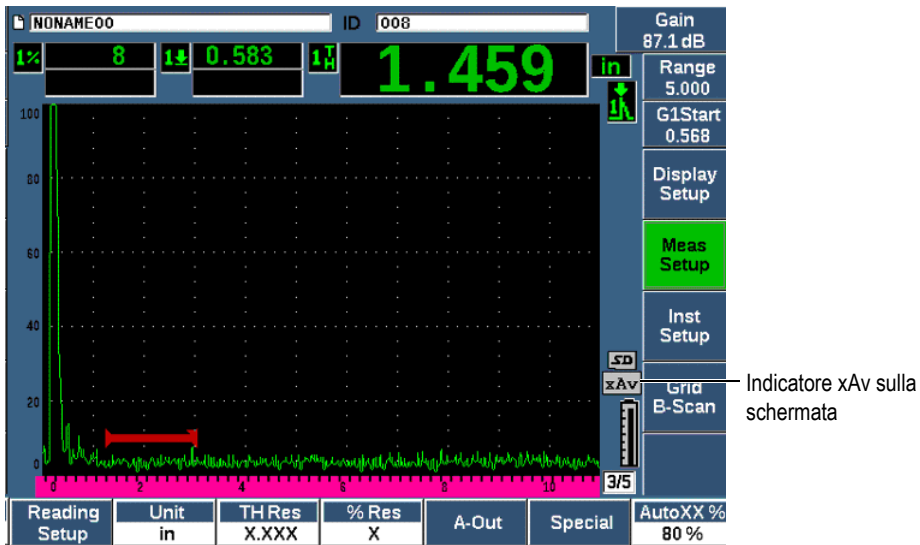 NONAME00 ID 008
Gain
87.1 dB
1% 8 1 0.583 1TH 1.459 in
Range
5.000
1
G1Start
0.568
100
80
60
40
20
0
0 2 4 6 8 10
Display
Setup
Meas
Setup
Inst
Setup
SD
xAv
Grid
B-Scan
3/5
Indicatore xAv sulla
schermata
Reading
Setup
Unit
in
TH Res
X.XXX
% Res
X
A-Out
Special
AutoXX %
80 %